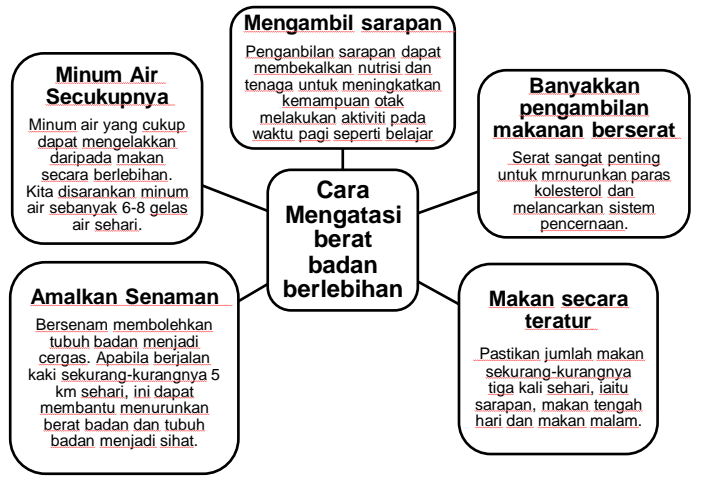 Mengambil sarapan
Penganbilan sarapan dapat
membekalkan nutrisi dan
tenaga untuk meningkatkan
kemampuan otak
melakukan aktiviti pada
waktu pagi seperti belajar
Minum Air
Secukupnya
Minum air yang cukup
dapat mengelakkan
daripada makan
secara berlebihan.
Kita disarankan minum
air sebanyak 6-8 gelas
air sehari.
Banyakkan
pengambilan
makanan berserat
Serat sangat penting
untuk mrnurunkan paras
kolesterol dan
melancarkan sistem
pencernaan.
Cara
Mengatasi
berat
badan
berlebihan
Amalkan Senaman
Bersenam membolehkan
tubuh badan menjadi
cergas. Apabila berjalan
kaki sekurang-kurangnya 5
km sehari, ini dapat
membantu menurunkan
berat badan dan tubuh
badan menjadi sihat.
Makan secara
teratur
Pastikan jumlah makan
sekurang-kurangnya
tiga kali sehari, iaitu
sarapan, makan tengah
hari dan makan malam.